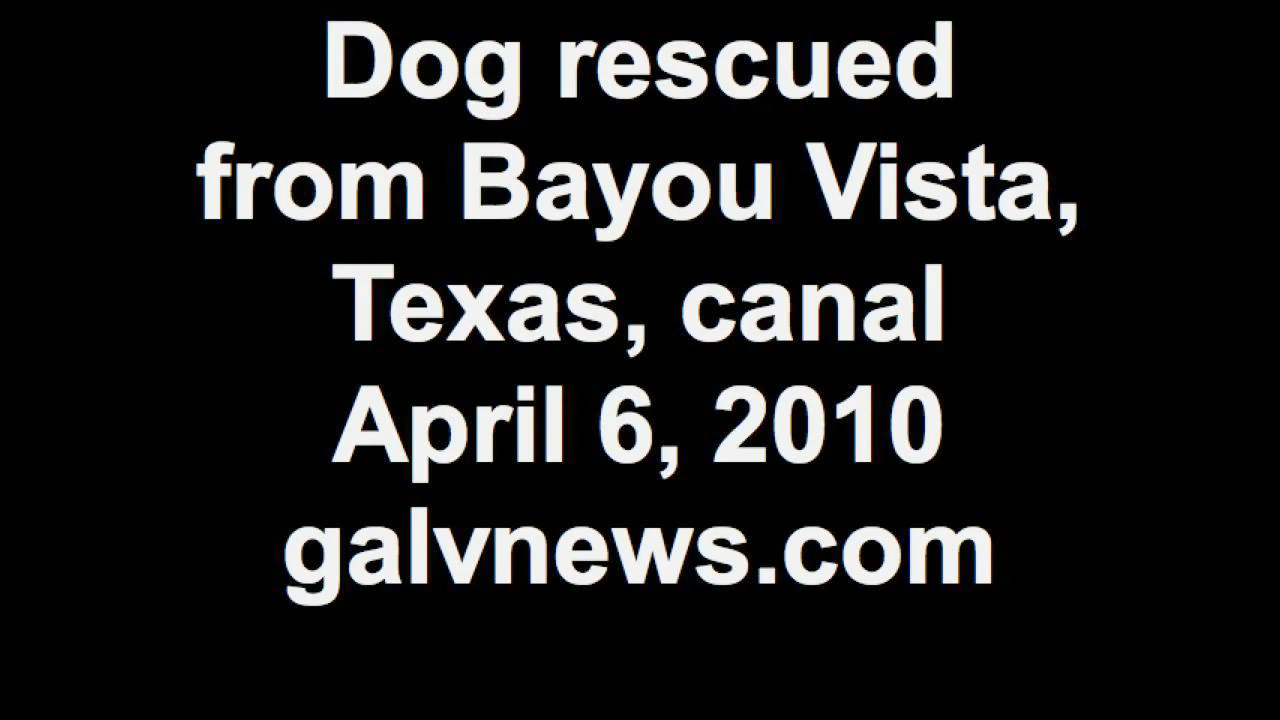 Dog rescued
from Bayou Vista,
Texas, canal
April 6, 2010
galvnews.com